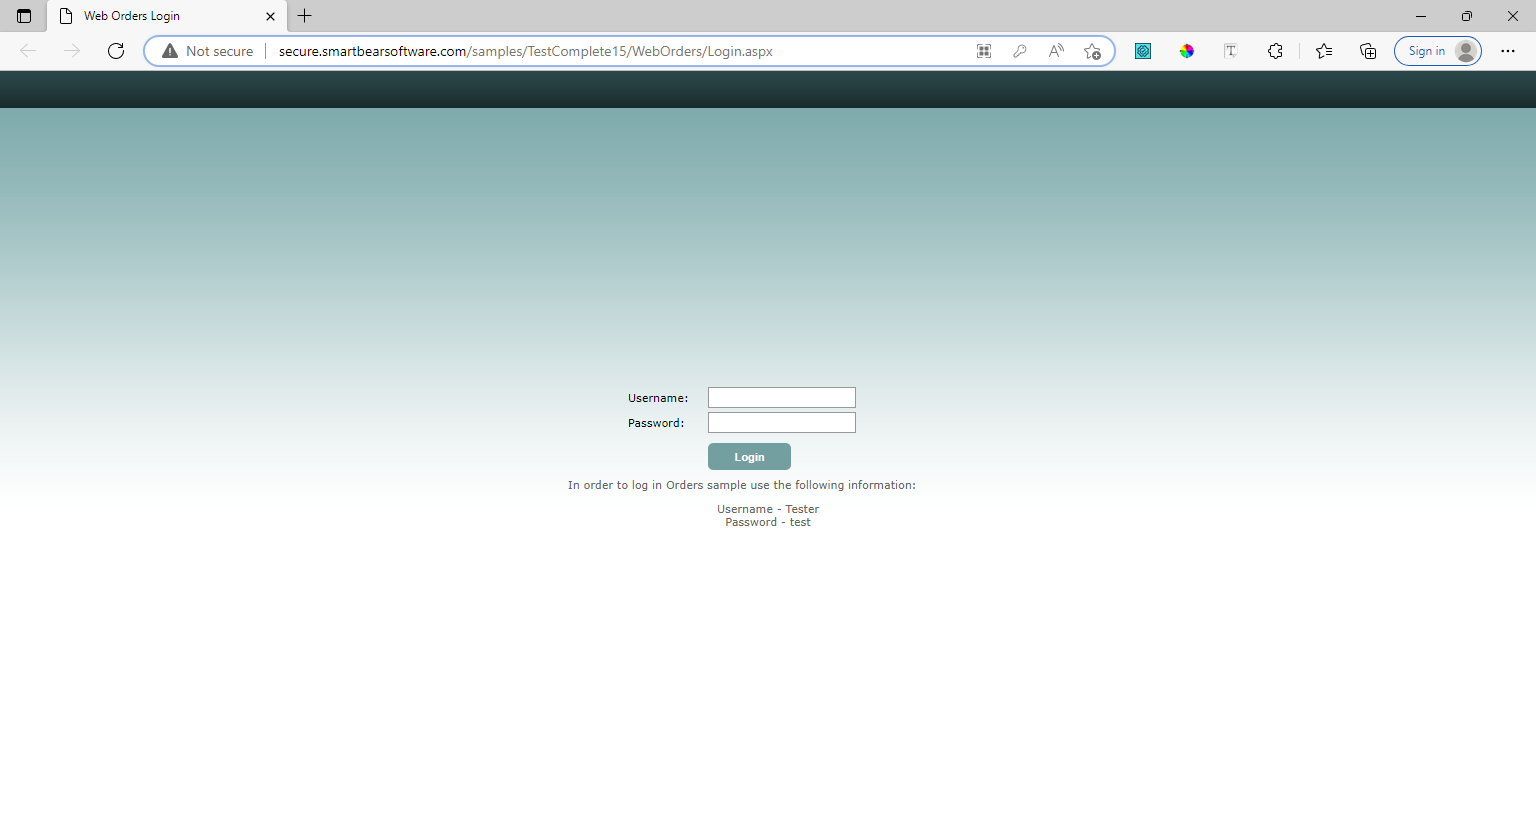 Web Orders Login
Not secure
secure.smartbearsoftware.com/samples/TestComplete15/WebOrders/Login.aspx
Sign in
Username:
Password:
Login
In order to log in Orders sample use the following information:
Username - Tester
Password - test